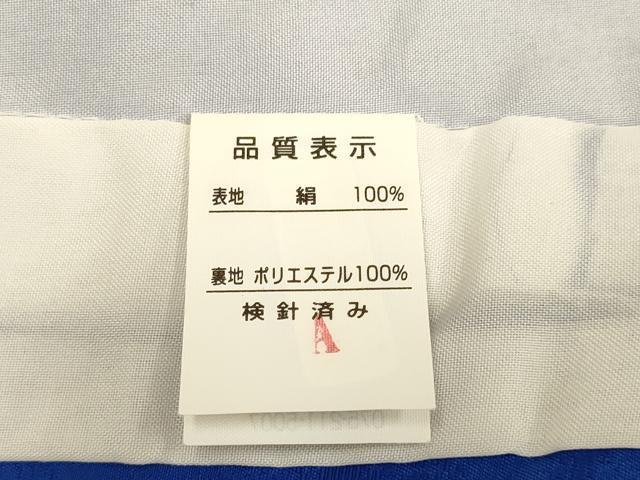 品質表示
表地 絹 100%
裏地 ポリエステル100%
検針済み